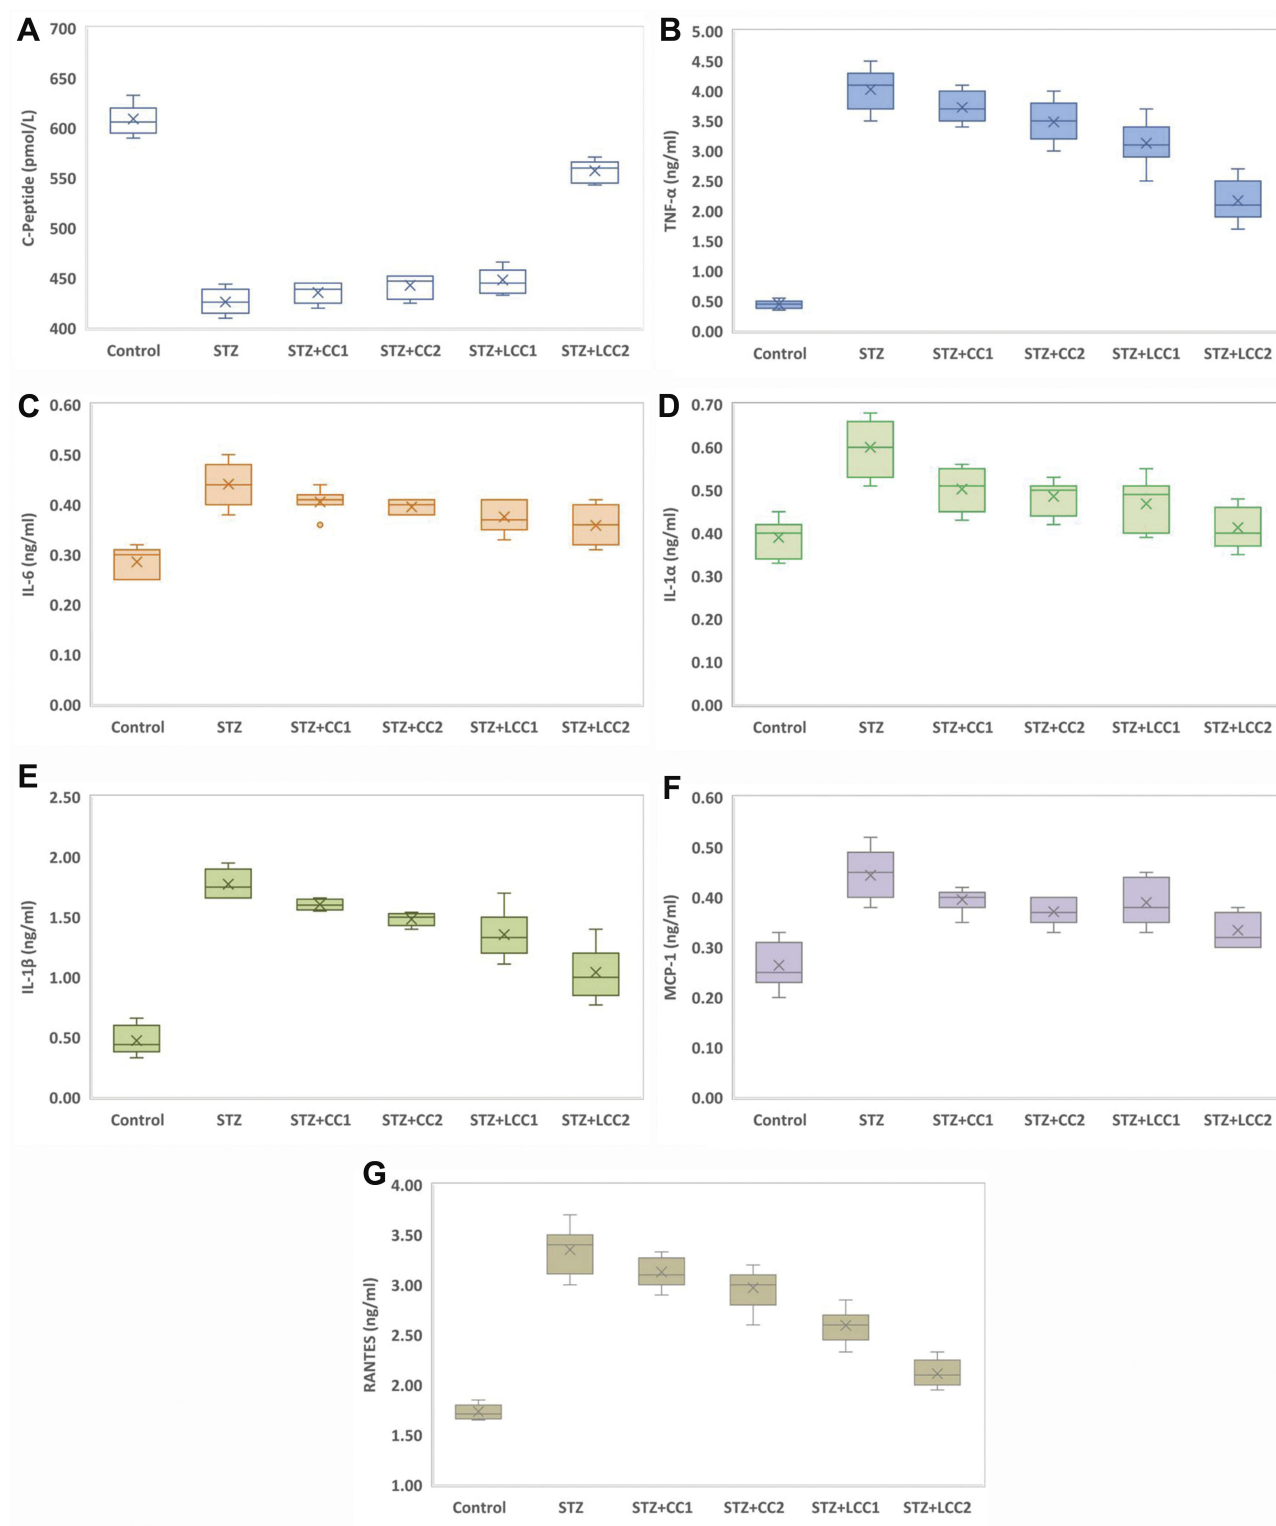 A
C-Peptide (pmol/L)
700
650
600
550
500
450
400
Control STZ STZ+CC1 STZ+CC2 STZ+LCC1 STZ+LCC2
B
TNF-α (ng/ml)
5.00
4.50
4.00
3.50
3.00
2.50
2.00
1.50
1.00
0.50
0.00
Control STZ STZ+CC1 STZ+CC2 STZ+LCC1 STZ+LCC2
C
IL-6 (ng/ml)
0.60
0.50
0.40
0.30
0.20
0.10
0.00
Control STZ STZ+CC1 STZ+CC2 STZ+LCC1 STZ+LCC2
D
IL-1α (ng/ml)
0.70
0.60
0.50
0.40
0.30
0.20
0.10
0.00
Control STZ STZ+CC1 STZ+CC2 STZ+LCC1 STZ+LCC2
E
IL-1β (ng/ml)
2.50
2.00
1.50
1.00
0.50
0.00
Control STZ STZ+CC1 STZ+CC2 STZ+LCC1 STZ+LCC2
F
MCP-1 (ng/ml)
0.60
0.50
0.40
0.30
0.20
0.10
0.00
Control STZ STZ+CC1 STZ+CC2 STZ+LCC1 STZ+LCC2
G
RANTES (ng/ml)
4.00
3.50
3.00
2.50
2.00
1.50
1.00
Control STZ STZ+CC1 STZ+CC2 STZ+LCC1 STZ+LCC2